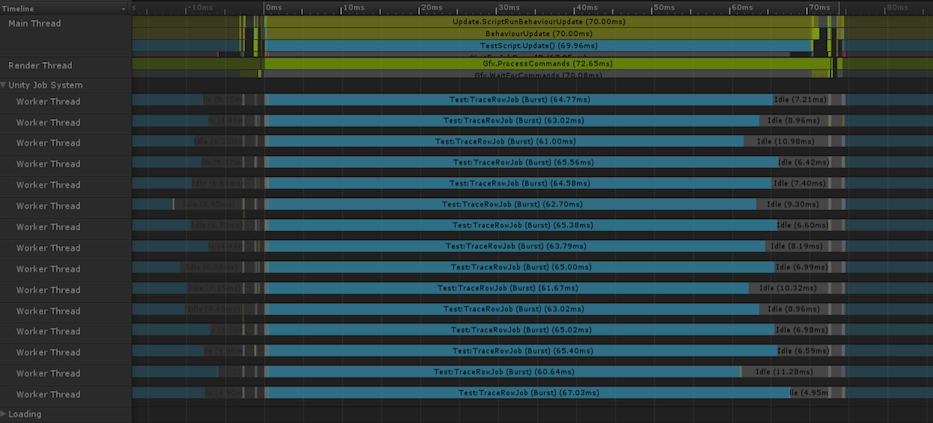 Timeline
-10ms 0ms 10ms 20ms 30ms 40ms 50ms 60ms 70ms 80ms
Main Thread
Update.ScriptRunBehaviourUpdate (70.00ms)
BehaviourUpdate (70.00ms)
TestScript.Update() (69.96ms)
Render Thread
Gfx.ProcessCommands (72.65ms)
Gfx.WaitForCommands (70.08ms)
Unity Job System
Worker Thread Test:TraceRowJob (Burst) (64.77ms) Idle (7.21ms)
Worker Thread Test:TraceRowJob (Burst) (63.02ms) Idle (8.96ms)
Worker Thread Test:TraceRowJob (Burst) (61.00ms) Idle (10.98ms)
Worker Thread Test:TraceRowJob (Burst) (65.56ms) Idle (6.42ms)
Worker Thread Test:TraceRowJob (Burst) (64.58ms) Idle (7.40ms)
Worker Thread Test:TraceRowJob (Burst) (62.70ms) Idle (9.30ms)
Worker Thread Test:TraceRowJob (Burst) (65.38ms) Idle (6.60ms)
Worker Thread Test:TraceRowJob (Burst) (63.79ms) Idle (8.19ms)
Worker Thread Test:TraceRowJob (Burst) (65.00ms) Idle (6.99ms)
Worker Thread Test:TraceRowJob (Burst) (61.67ms) Idle (10.32ms)
Worker Thread Test:TraceRowJob (Burst) (63.02ms) Idle (8.96ms)
Worker Thread Test:TraceRowJob (Burst) (65.02ms) Idle (6.98ms)
Worker Thread Test:TraceRowJob (Burst) (65.40ms) Idle (6.59ms)
Worker Thread Test:TraceRowJob (Burst) (60.64ms) Idle (11.28ms)
Worker Thread Test:TraceRowJob (Burst) (67.03ms) (4.95m
Loading